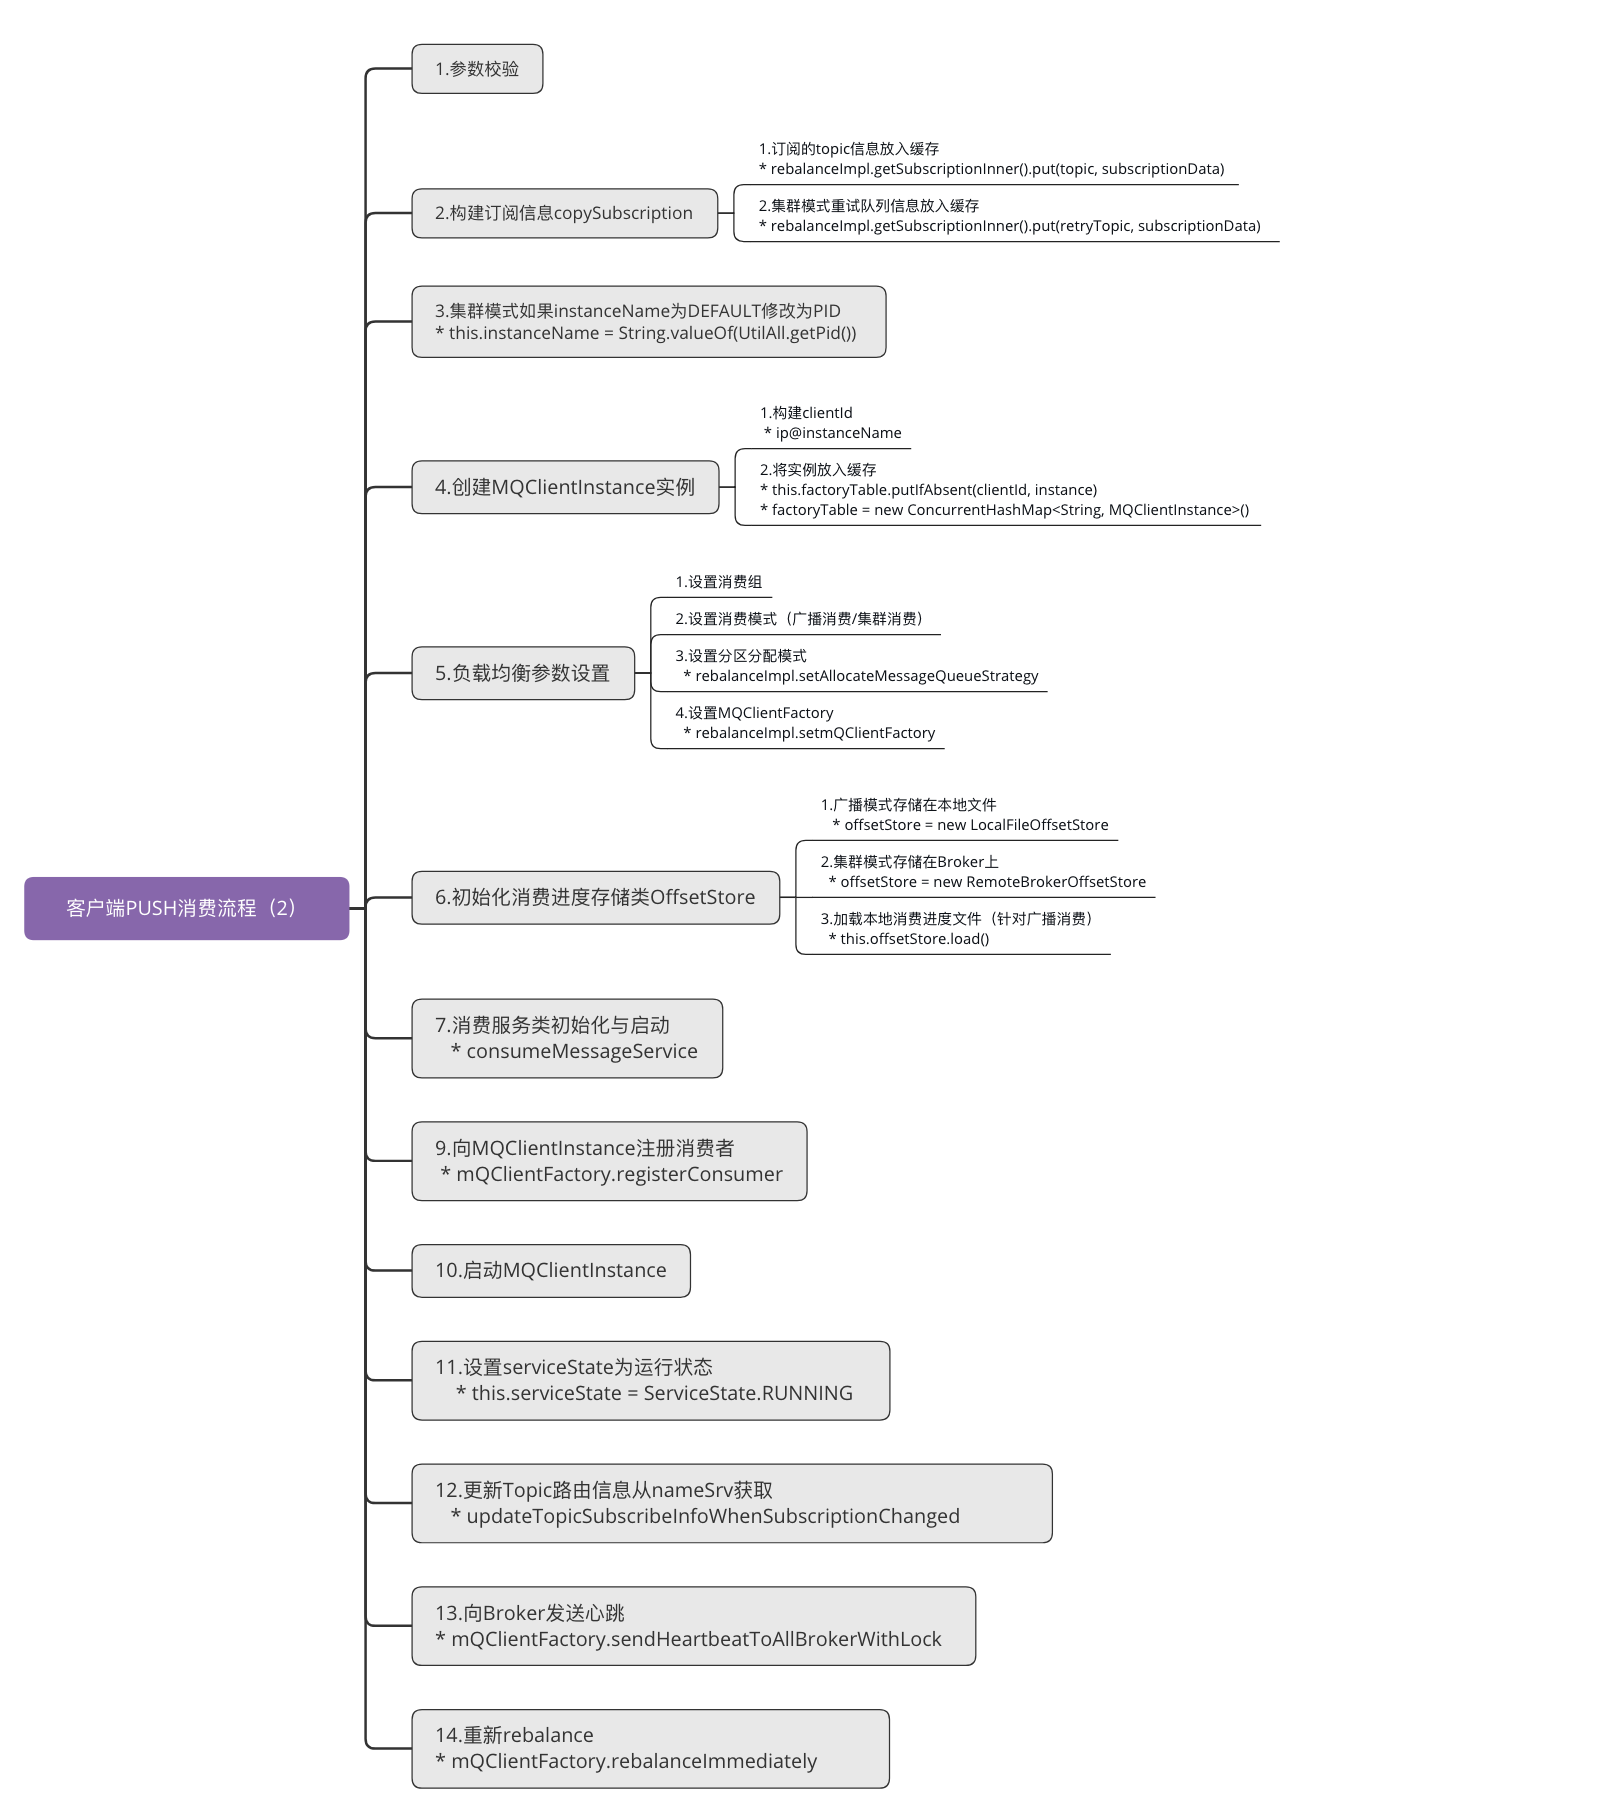 1.参数校验
1.订阅的topic信息放入缓存
* rebalanceImpl.getSubscriptionInner().put(topic, subscriptionData)
2.构建订阅信息copySubscription
2.集群模式重试队列信息放入缓存
* rebalanceImpl.getSubscriptionInner().put(retryTopic, subscriptionData)
3.集群模式如果instanceName为DEFAULT修改为PID
* this.instanceName = String.valueOf(UtilAll.getPid())
1.构建clientId
* ip@instanceName
4.创建MQClientInstance实例
2.将实例放入缓存
* this.factoryTable.putIfAbsent(clientId, instance)
* factoryTable = new ConcurrentHashMap<String, MQClientInstance>()
5.负载均衡参数设置
1.设置消费组
2.设置消费模式（广播消费/集群消费）
3.设置分区分配模式
* rebalanceImpl.setAllocateMessageQueueStrategy
4.设置MQClientFactory
* rebalanceImpl.setmQClientFactory
客户端PUSH消费流程（2）
6.初始化消费进度存储类OffsetStore
1.广播模式存储在本地文件
* offsetStore = new LocalFileOffsetStore
2.集群模式存储在Broker上
* offsetStore = new RemoteBrokerOffsetStore
3.加载本地消费进度文件（针对广播消费）
* this.offsetStore.load()
7.消费服务类初始化与启动
* consumeMessageService
9.向MQClientInstance注册消费者
* mQClientFactory.registerConsumer
10.启动MQClientInstance
11.设置serviceState为运行状态
* this.serviceState = ServiceState.RUNNING
12.更新Topic路由信息从nameSrv获取
* updateTopicSubscribeInfoWhenSubscriptionChanged
13.向Broker发送心跳
* mQClientFactory.sendHeartbeatToAllBrokerWithLock
14.重新rebalance
* mQClientFactory.rebalanceImmediately